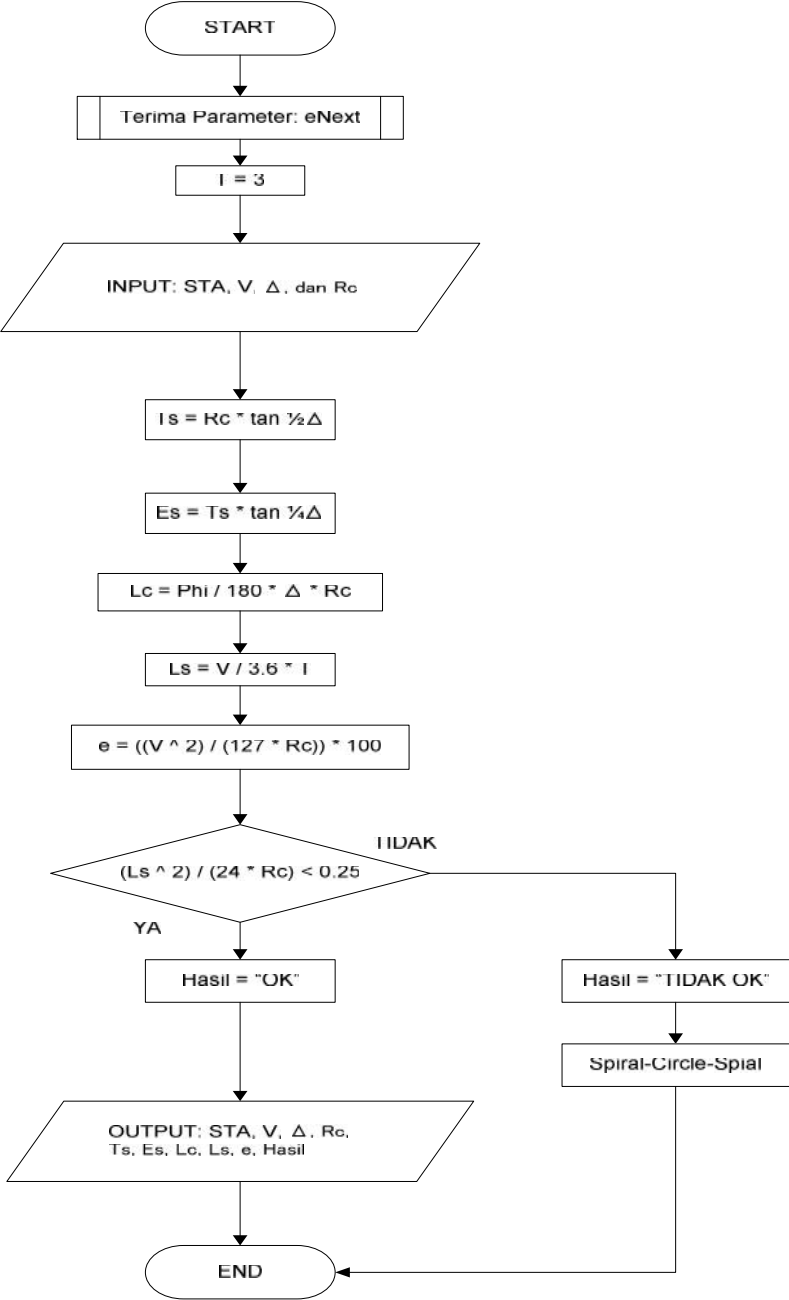 START
Terima Parameter: eNext
T = 3
INPUT: STA, V, Δ, dan Rc
Ts = Rc * tan ½Δ
Es = Ts * tan ¼Δ
Lc = Phi / 180 * Δ * Rc
Ls = V / 3.6 * T
e = ((V ^ 2) / (127 * Rc)) * 100
TIDAK
(Ls ^ 2) / (24 * Rc) < 0.25
YA
Hasil = "OK"
Hasil = "TIDAK OK"
Spiral-Circle-Spial
OUTPUT: STA, V, Δ, Rc,
Ts, Es, Lc, Ls, e, Hasil
END